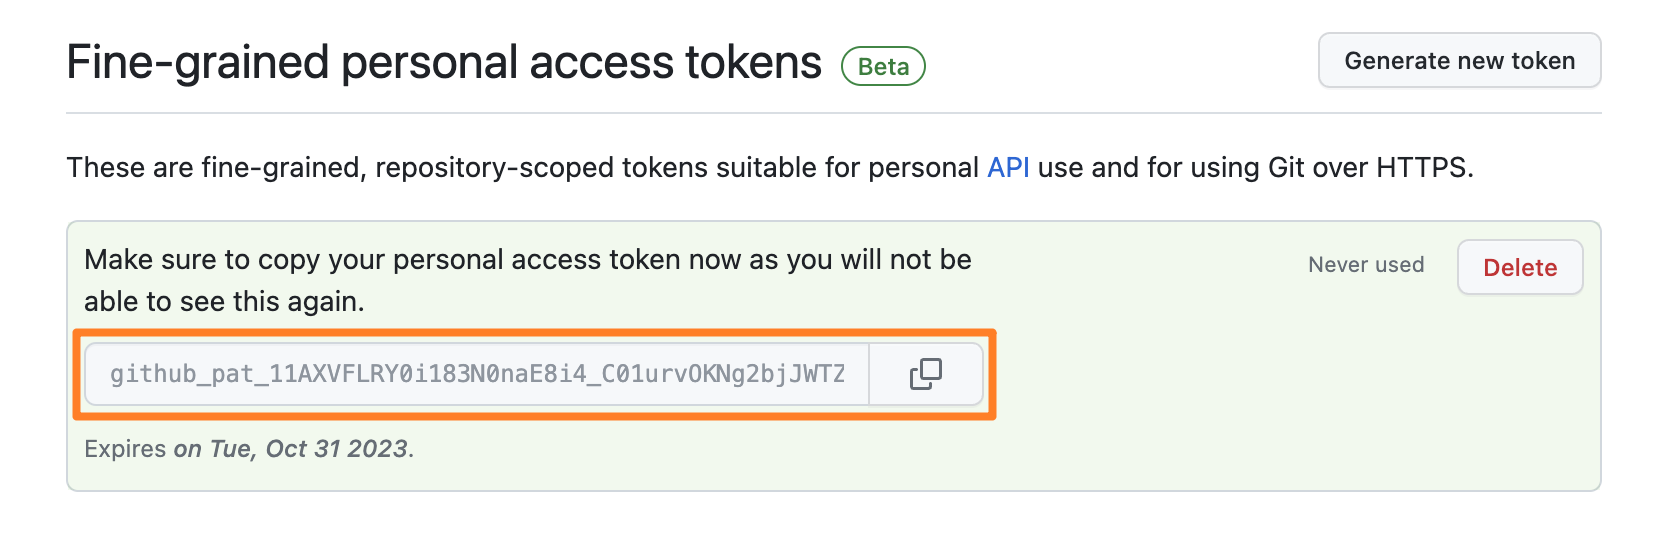 Fine-grained personal access tokens Beta Generate new token
These are fine-grained, repository-scoped tokens suitable for personal API use and for using Git over HTTPS.
Make sure to copy your personal access token now as you will not be
able to see this again.
Never used Delete
github_pat_11AXVFLRY0i183N0naE8i4_C01urvOKNg2bjJWTZ
Expires on Tue, Oct 31 2023.